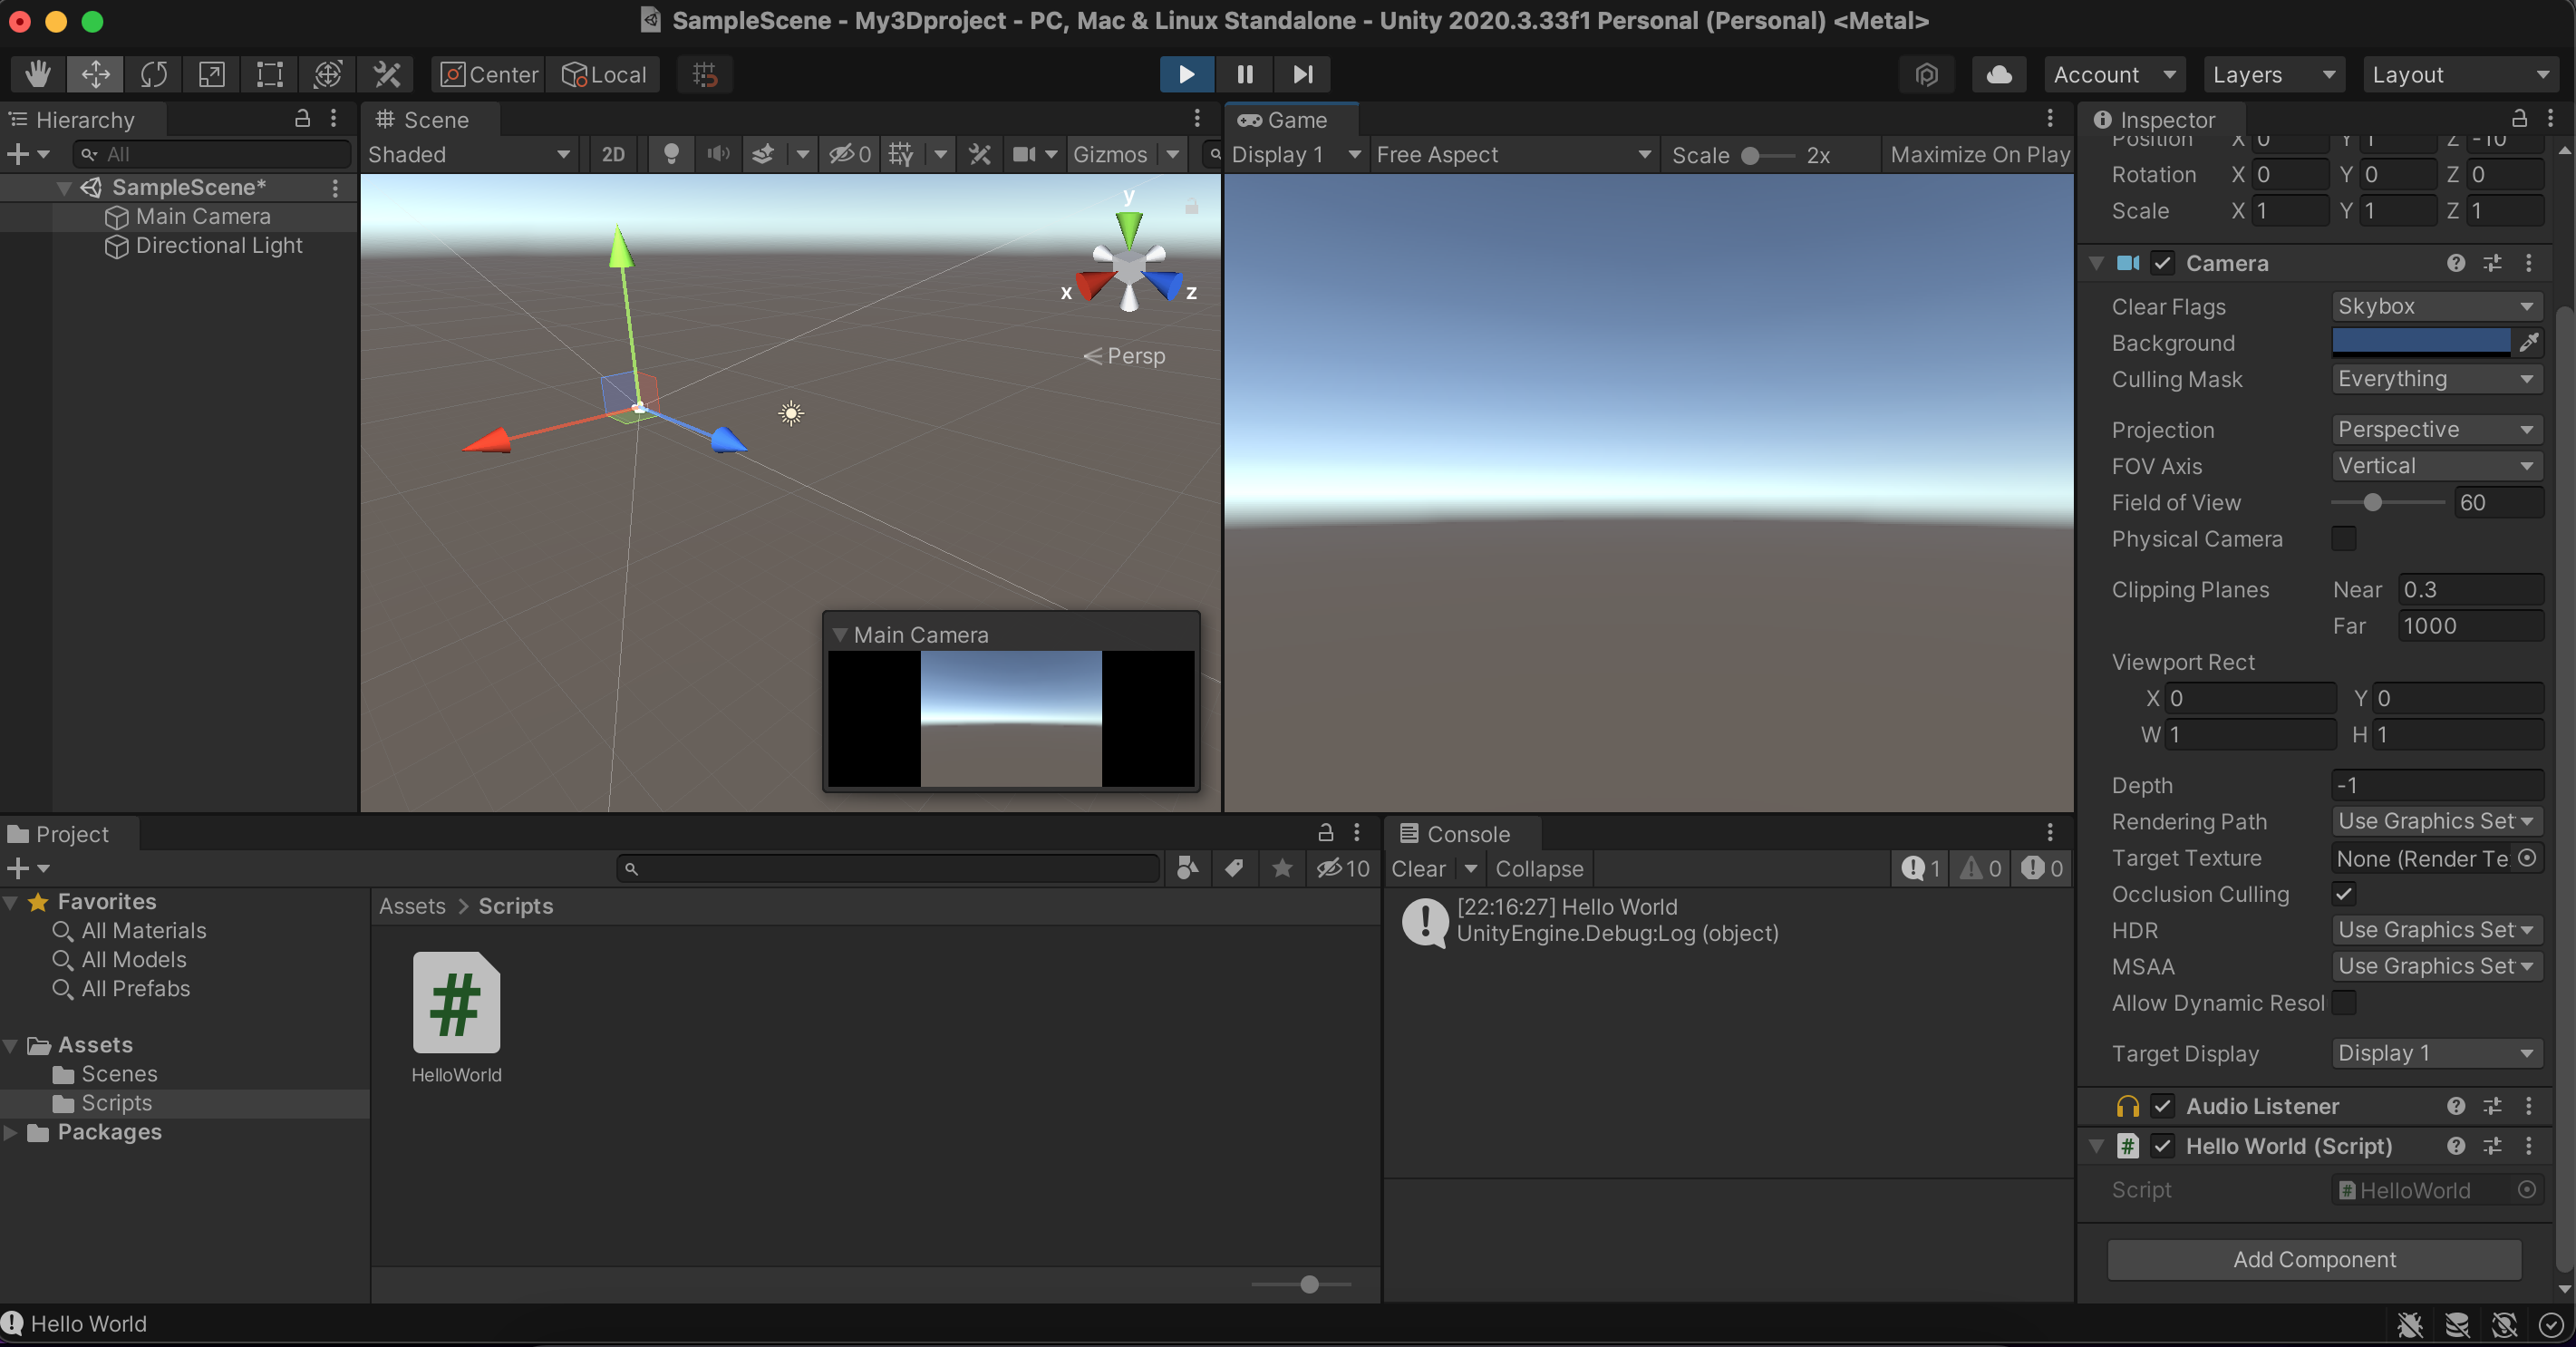 SampleScene - My3Dproject - PC, Mac & Linux Standalone - Unity 2020.3.33f1 Personal (Personal) <Metal>
Center Local Account Layers Layout
Hierarchy
All
SampleScene*
Main Camera
Directional Light
Scene
Shaded 2D 0 Gizmos
y
x z
Persp
Main Camera
Game
Display 1 Free Aspect Scale 2x Maximize On Play
Inspector
Position X 0 Y 1 Z -10
Rotation X 0 Y 0 Z 0
Scale X 1 Y 1 Z 1
Camera
Clear Flags Skybox
Background
Culling Mask Everything
Projection Perspective
FOV Axis Vertical
Field of View 60
Physical Camera
Clipping Planes Near 0.3
Far 1000
Viewport Rect
X 0 Y 0
W 1 H 1
Depth -1
Rendering Path Use Graphics Set
Target Texture None (Render Te
Occlusion Culling
HDR Use Graphics Set
MSAA Use Graphics Set
Allow Dynamic Resol
Target Display Display 1
Audio Listener
# Hello World (Script)
Script # HelloWorld
Add Component
Project
10
Favorites
All Materials
All Models
All Prefabs
Assets
Scenes
Scripts
Packages
Assets > Scripts
#
HelloWorld
Console
Clear Collapse 1 0 0
[22:16:27] Hello World
UnityEngine.Debug:Log (object)
Hello World